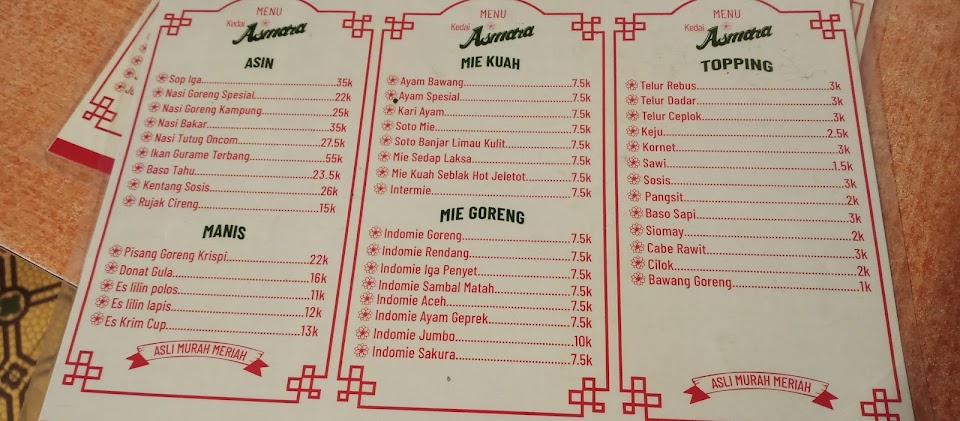 MENU
Kedai
Asmara
ASIN
Sop Iga 35k
Nasi Goreng Spesial 22k
Nasi Goreng Kampung 25k
Nasi Bakar 35k
Nasi Tutug Oncom 27.5k
Ikan Gurame Terbang 55k
Baso Tahu 23.5k
Kentang Sosis 26k
Rujak Cireng 15k
MANIS
Pisang Goreng Krispi 22k
Donat Gula 16k
Es lilin polos 11k
Es lilin lapis 12k
Es Krim Cup 13k
ASLI MURAH MERIAH
MENU
Kedai
Asmara
MIE KUAH
Ayam Bawang 7.5k
Ayam Spesial 7.5k
Kari Ayam 7.5k
Soto Mie 7.5k
Soto Banjar Limau Kulit 7.5k
Mie Sedap Laksa 7.5k
Mie Kuah Seblak Hot Jeletot 7.5k
Intermie 7.5k
MIE GORENG
Indomie Goreng 7.5k
Indomie Rendang 7.5k
Indomie Iga Penyet 7.5k
Indomie Sambal Matah 7.5k
Indomie Aceh 7.5k
Indomie Ayam Geprek 7.5k
Indomie Jumbo 10k
Indomie Sakura 7.5k
MENU
Kedai
Asmara
TOPPING
Telur Rebus 3k
Telur Dadar 3k
Telur Ceplok 3k
Keju 2.5k
Kornet 3k
Sawi 1.5k
Sosis 3k
Pangsit 2k
Baso Sapi 3k
Siomay 2k
Cabe Rawit 3k
Cilok 2k
Bawang Goreng 1k
ASLI MURAH MERIAH